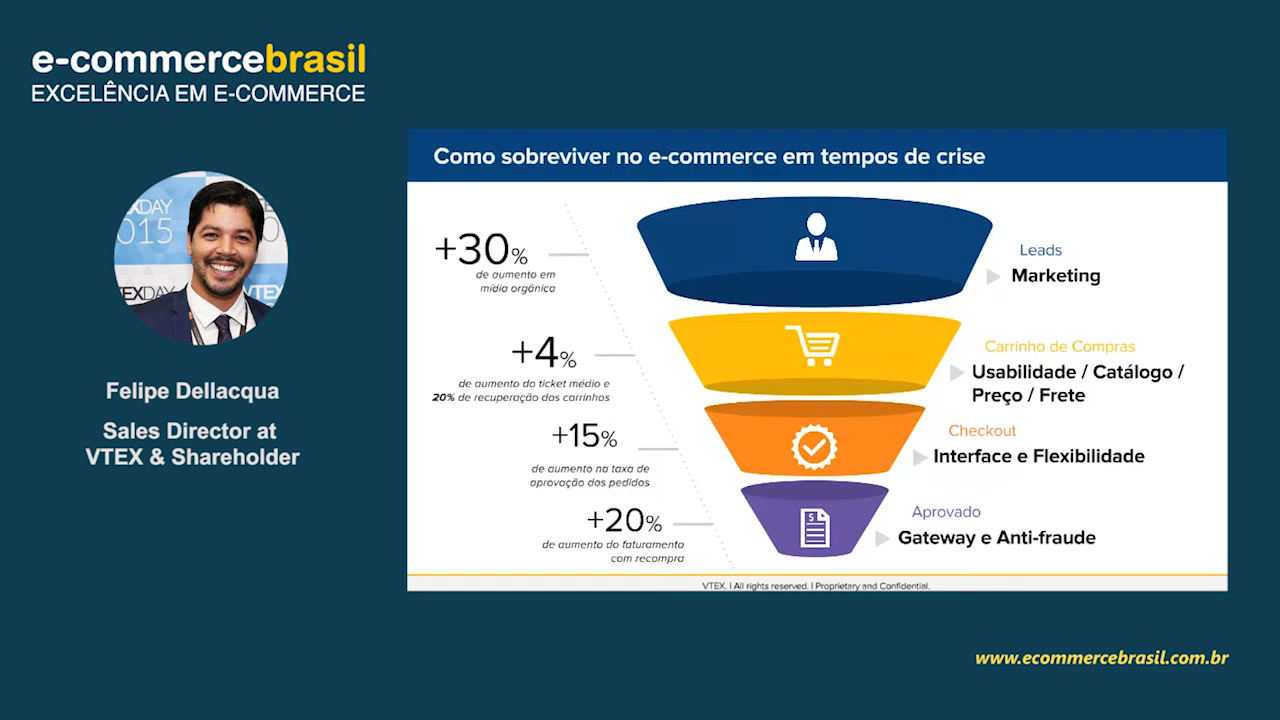 e-commercebrasil
EXCELÊNCIA EM E-COMMERCE
XDAY
015
EXDAY
VTEX
Felipe Dellacqua
Sales Director at
VTEX & Shareholder
Como sobreviver no e-commerce em tempos de crise
+30%
de aumento em
mídia orgânica
Leads
Marketing
+4%
de aumento do ticket médio e
20% de recuperação dos carrinhos
Carrinho de Compras
Usabilidade / Catálogo /
Preço / Frete
+15%
de aumento na taxa de
aprovação dos pedidos
Checkout
Interface e Flexibilidade
+20%
de aumento do faturamento
com recompra
$
Aprovado
Gateway e Anti-fraude
VTEX. | All rights reserved. | Proprietary and Confidential.
www.ecommercebrasil.com.br